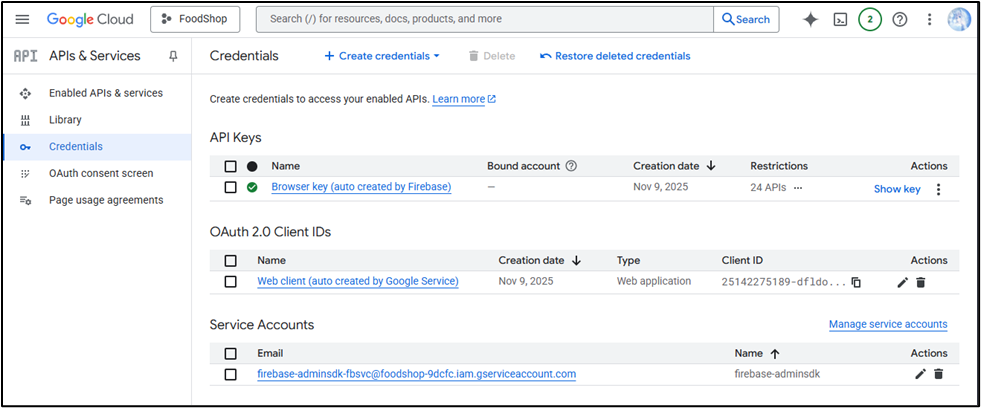 Google Cloud FoodShop Search (/) for resources, docs, products, and more Search 2
API APIs & Services Credentials + Create credentials Delete Restore deleted credentials
Enabled APIs & services
Library
Credentials
OAuth consent screen
Page usage agreements
Create credentials to access your enabled APIs. Learn more
API Keys
Name Bound account Creation date Restrictions Actions
Browser key (auto created by Firebase) — Nov 9, 2025 24 APIs ... Show key
OAuth 2.0 Client IDs
Name Creation date Type Client ID Actions
Web client (auto created by Google Service) Nov 9, 2025 Web application 25142275189-dfldo...
Service Accounts Manage service accounts
Email Name Actions
firebase-adminsdk-fbsvc@foodshop-9dcfc.iam.gserviceaccount.com firebase-adminsdk